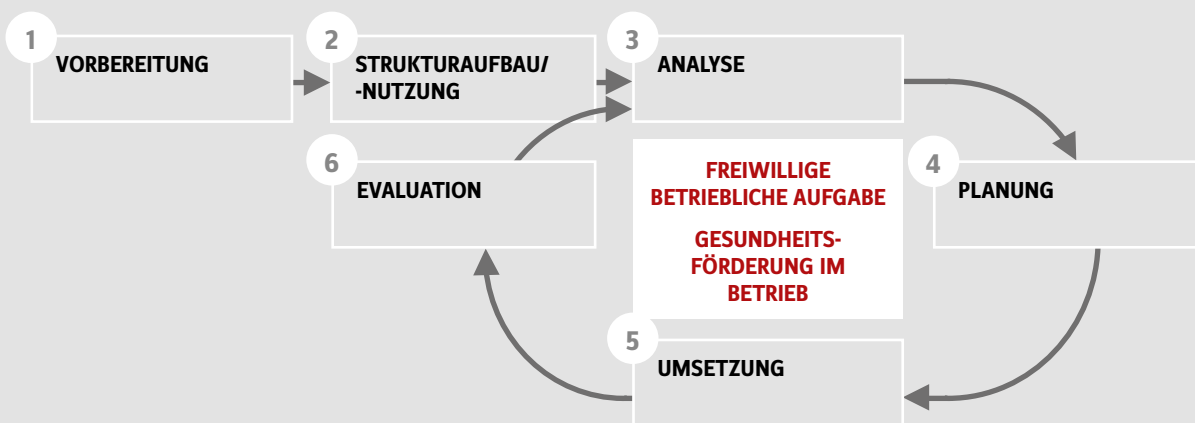 1
VORBEREITUNG
2
STRUKTURAUFBAU/
-NUTZUNG
3
ANALYSE
4
PLANUNG
5
UMSETZUNG
6
EVALUATION
FREIWILLIGE
BETRIEBLICHE AUFGABE
GESUNDHEITS-
FÖRDERUNG IM
BETRIEB